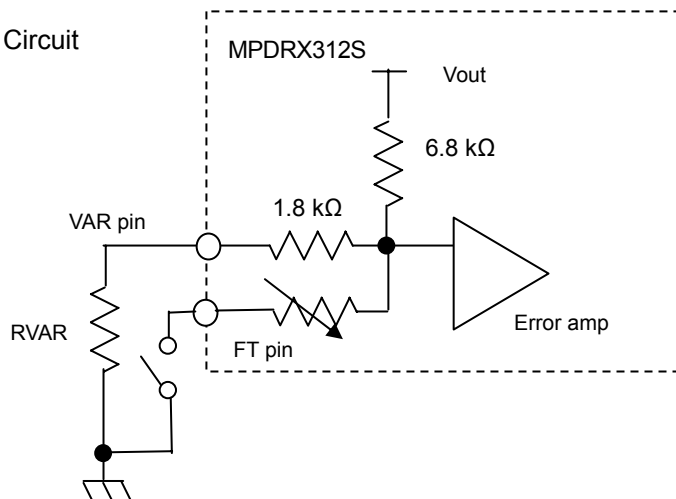 Circuit
MPDRX312S
Vout
6.8 kΩ
1.8 kΩ
VAR pin
RVAR
FT pin
Error amp